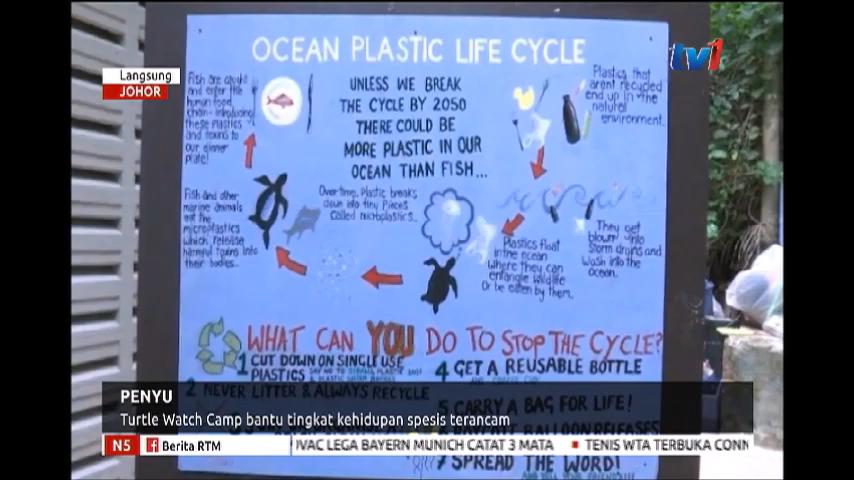 OCEAN PLASTIC LIFE CYCLE
tv1
Langsung
JOHOR
Fish are caught
and enter the
human food
chain - introducing
these plastics
and toxins to
our dinner
plate!
UNLESS WE BREAK
THE CYCLE BY 2050
THERE COULD BE
MORE PLASTIC IN OUR
OCEAN THAN FISH...
Plastics that
arent recycled
end up in the
natural
environment.
They get
blown into
storm drains and
wash into the
ocean.
Plastics float
in the ocean
where they can
entangle wildlife
or be eaten by them.
Over time, Plastic breaks
down into tiny pieces
called microplastics.
Fish and other
marine animals
eat the
microplastics
which release
harmful toxins into
their bodies.
WHAT CAN YOU DO TO STOP THE CYCLE?
1 CUT DOWN ON SINGLE USE
PLASTICS
2 NEVER LITTER & ALWAYS RECYCLE
4 GET A REUSABLE BOTTLE
5 CARRY A BAG FOR LIFE!
BALLOON RELEASES
7 SPREAD THE WORD!
PENYU
Turtle Watch Camp bantu tingkat kehidupan spesis terancam
N5 f Berita RTM IVAC LEGA BAYERN MUNICH CATAT 3 MATA ■ TENIS WTA TERBUKA CONN